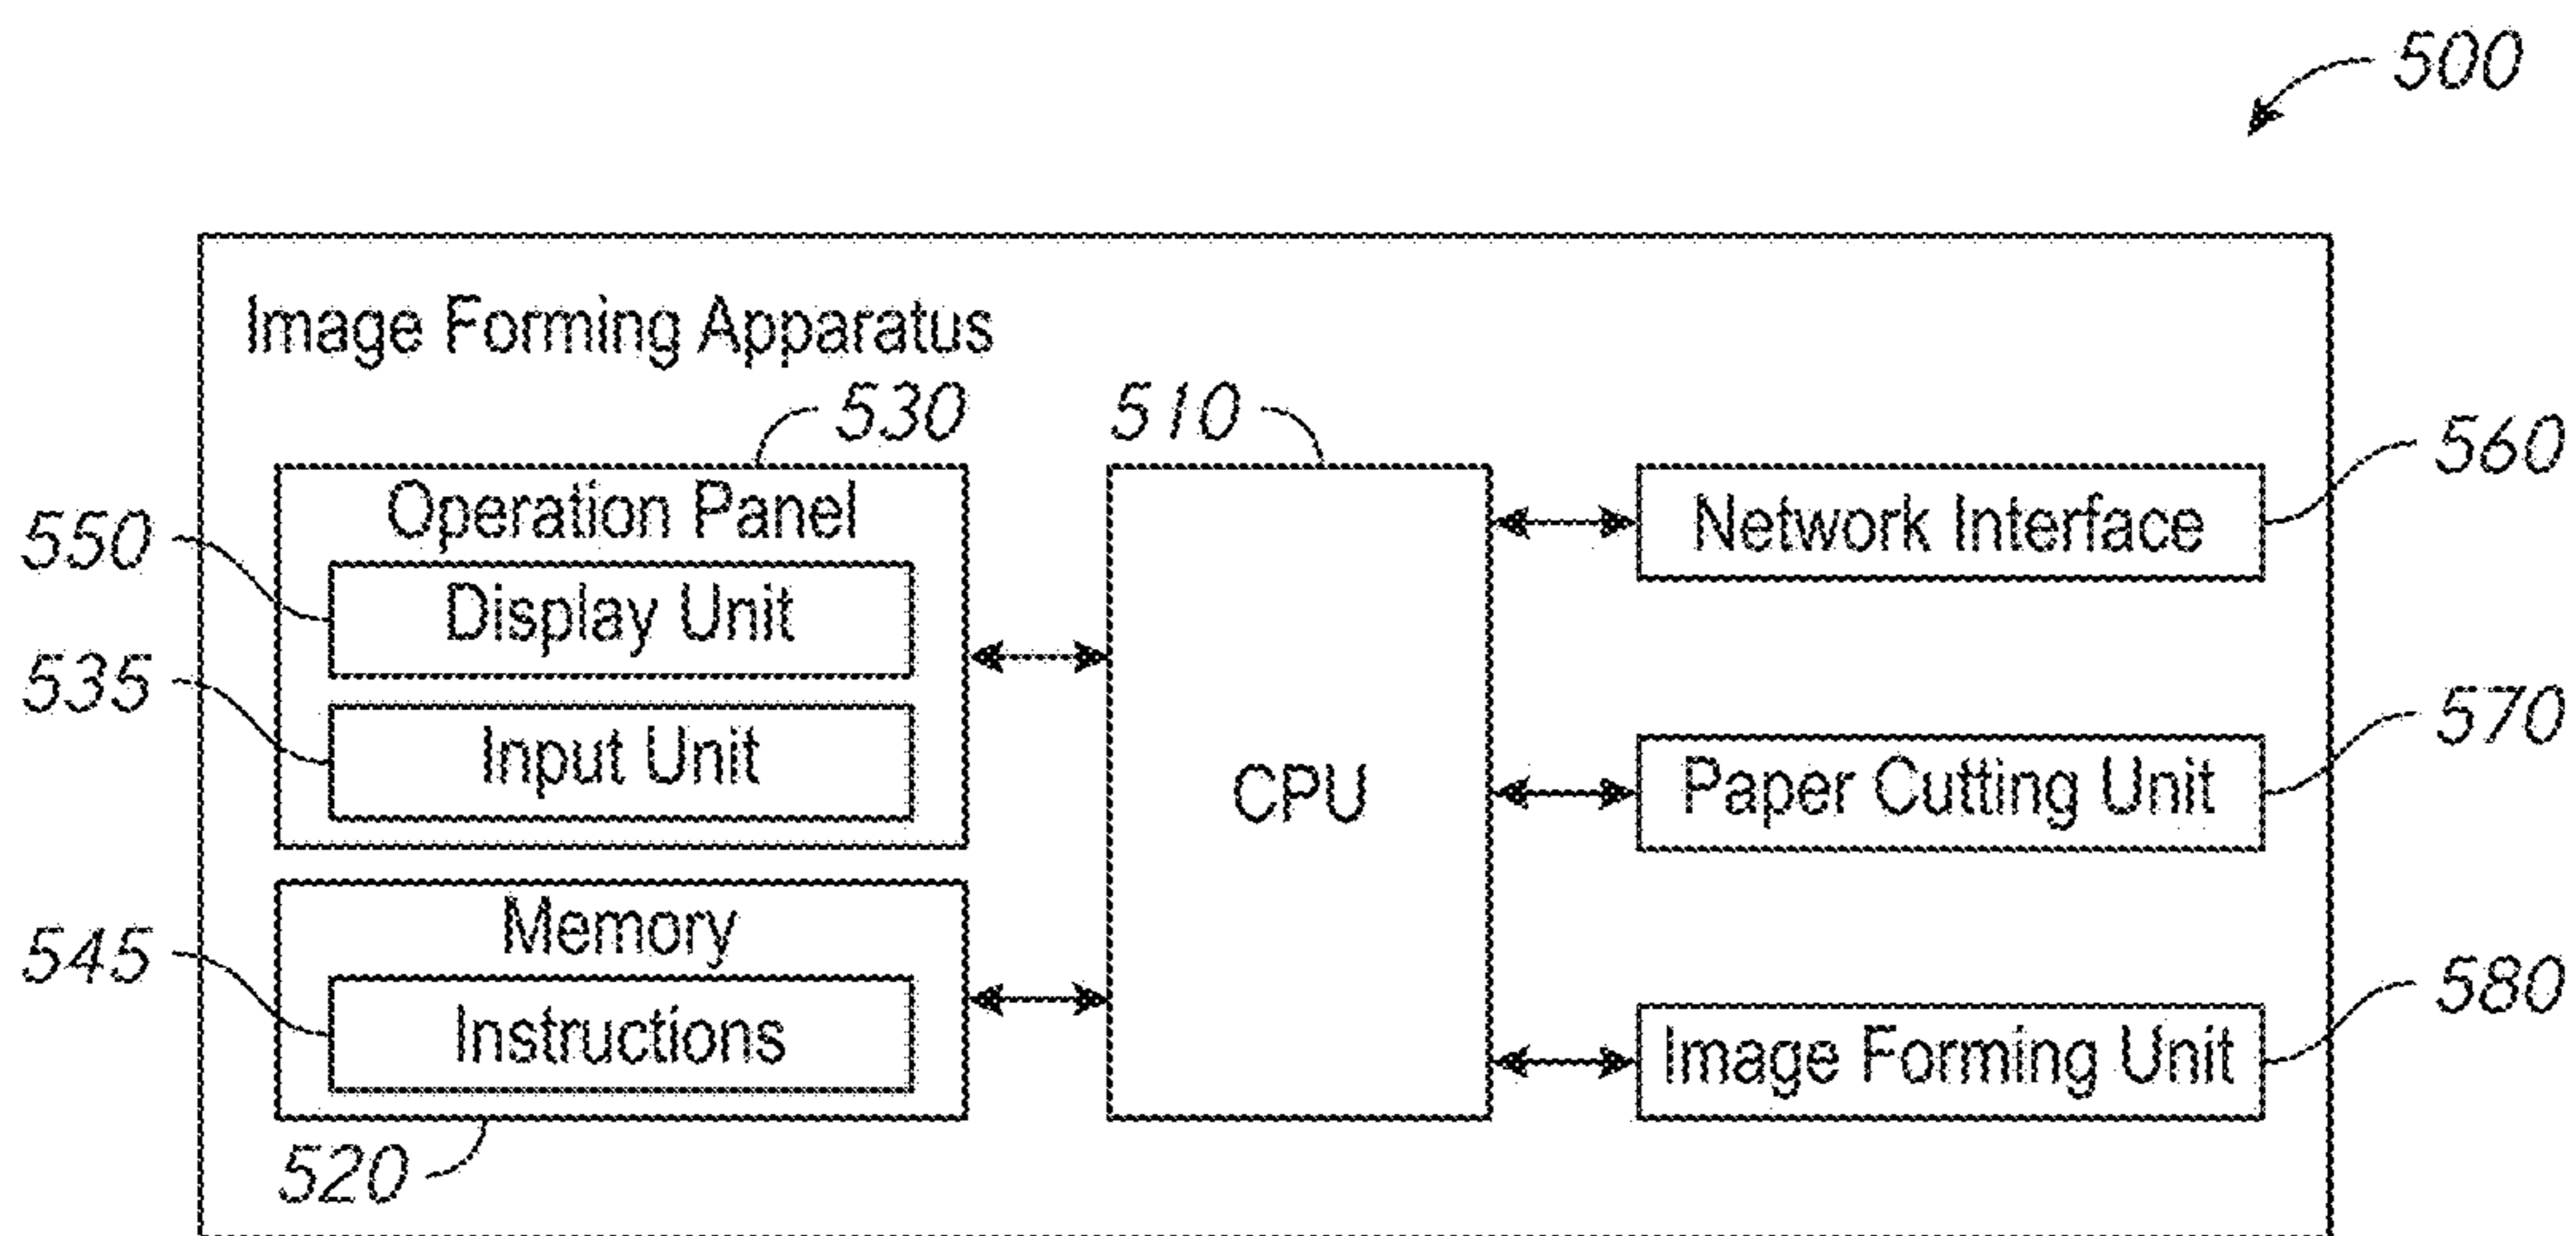 500
Image Forming Apparatus
530
510
560
Operation Panel
550
Display Unit
Network Interface
535
Input Unit
CPU
Paper Cutting Unit
570
Memory
545
Instructions
580
Image Forming Unit
520